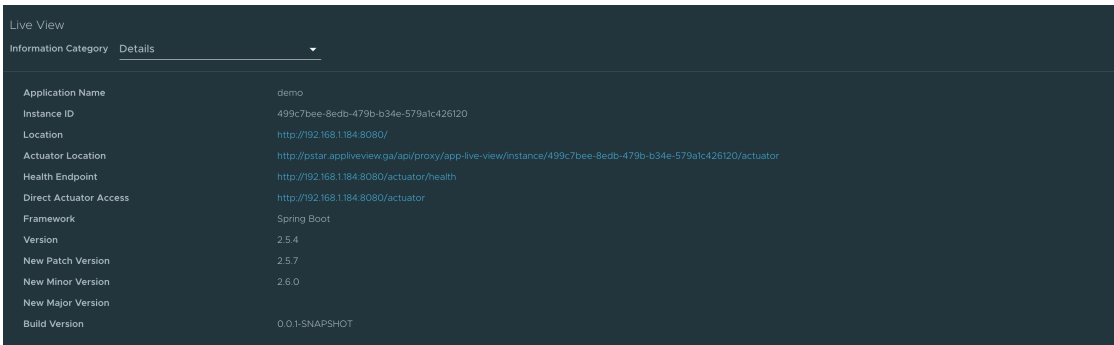 Live View
Information Category Details
Application Name demo
Instance ID 499c7bee-8edb-479b-b34e-579a1c426120
Location http://192.168.1.184:8080/
Actuator Location http://pstar.appliveview.ga/api/proxy/app-live-view/instance/499c7bee-8edb-479b-b34e-579a1c426120/actuator
Health Endpoint http://192.168.1.184:8080/actuator/health
Direct Actuator Access http://192.168.1.184:8080/actuator
Framework Spring Boot
Version 2.5.4
New Patch Version 2.5.7
New Minor Version 2.6.0
New Major Version
Build Version 0.0.1-SNAPSHOT